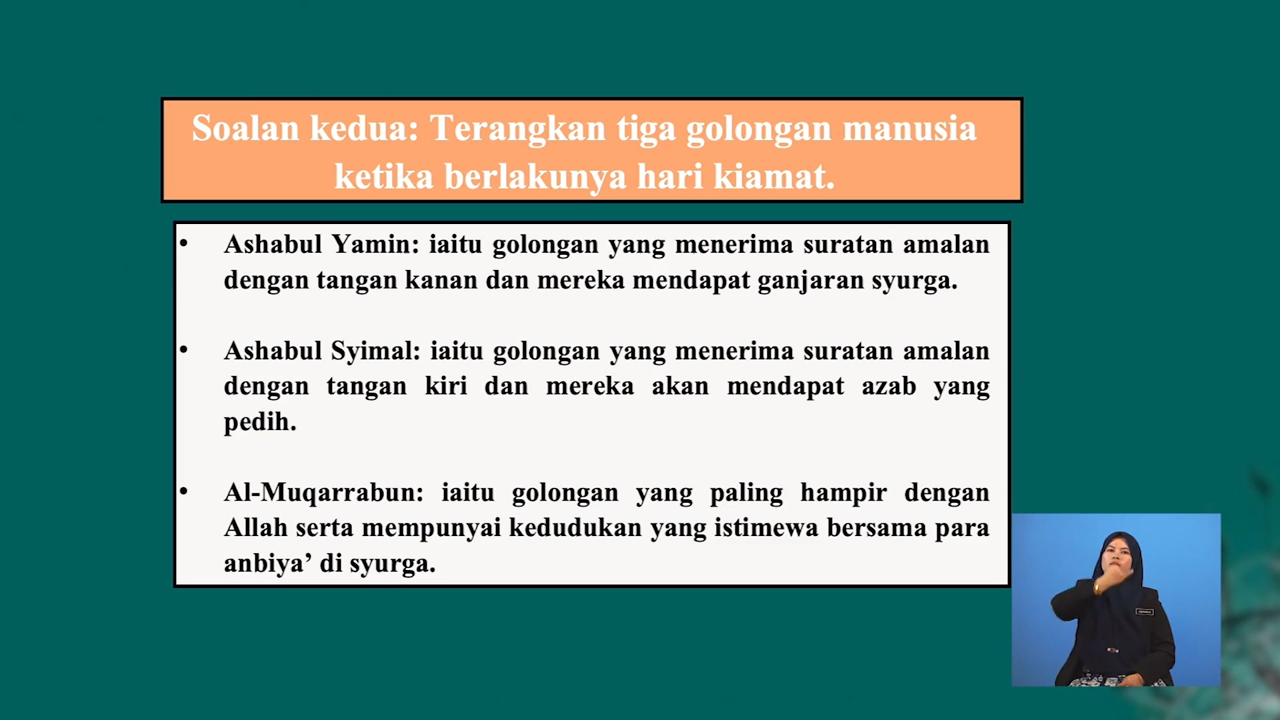 Soalan kedua: Terangkan tiga golongan manusia
ketika berlakunya hari kiamat.
• Ashabul Yamin: iaitu golongan yang menerima suratan amalan
dengan tangan kanan dan mereka mendapat ganjaran syurga.
• Ashabul Syimal: iaitu golongan yang menerima suratan amalan
dengan tangan kiri dan mereka akan mendapat azab yang
pedih.
• Al-Muqarrabun: iaitu golongan yang paling hampir dengan
Allah serta mempunyai kedudukan yang istimewa bersama para
anbiya’ di syurga.